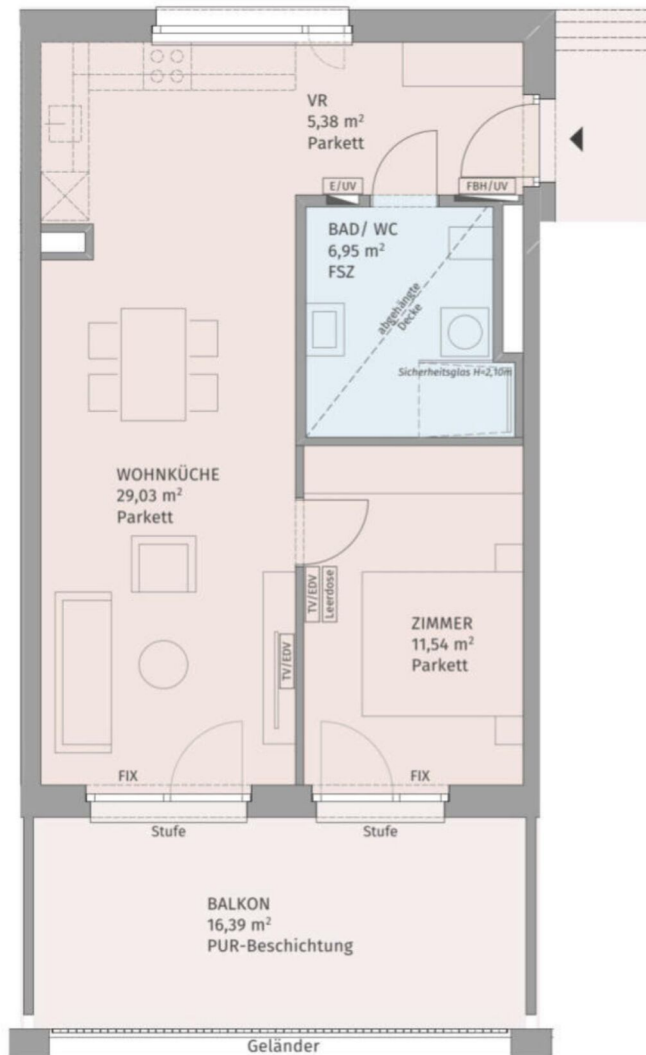 VR
5,38 m²
Parkett
E/UV
FBH/UV
BAD/ WC
6,95 m²
FSZ
abgehängte
Decke
Sicherheitsglas H=2,10m
WOHNKÜCHE
29,03 m²
Parkett
TV/EDV
Leerdose
ZIMMER
11,54 m²
Parkett
TV/EDV
FIX
FIX
Stufe
Stufe
BALKON
16,39 m²
PUR-Beschichtung
Geländer